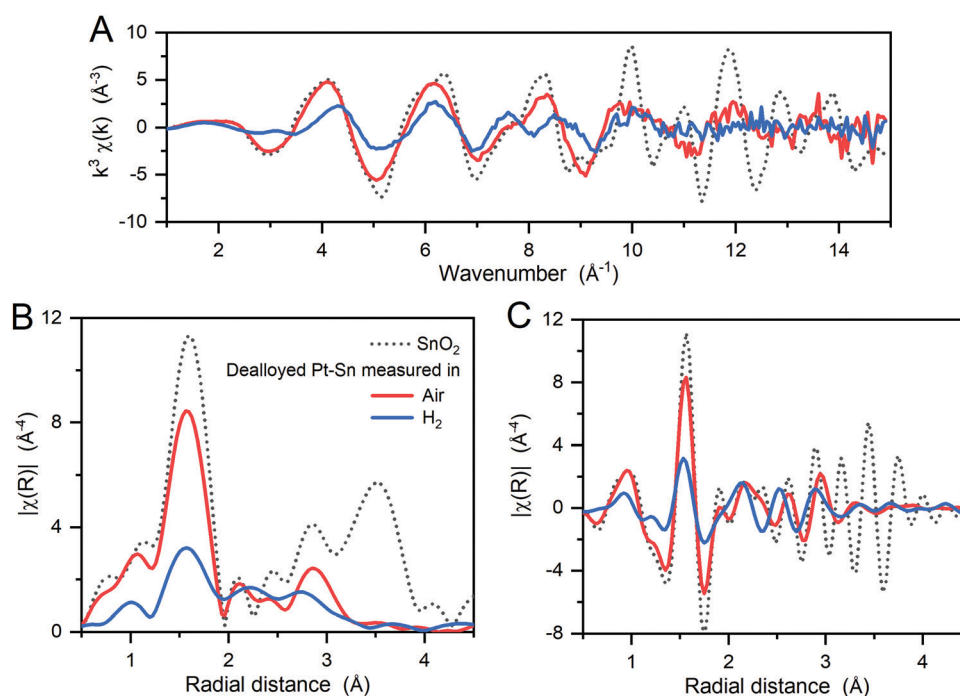 A
10
5
0
-5
-10
k³ χ(k) (Å⁻³)
2 4 6 8 10 12 14
Wavenumber (Å⁻¹)
B
12
8
4
0
|χ(R)| (Å⁻⁴)
SnO₂
Dealloyed Pt-Sn measured in
Air
H₂
1 2 3 4
Radial distance (Å)
C
12
8
4
0
-4
-8
|χ(R)| (Å⁻⁴)
1 2 3 4
Radial distance (Å)